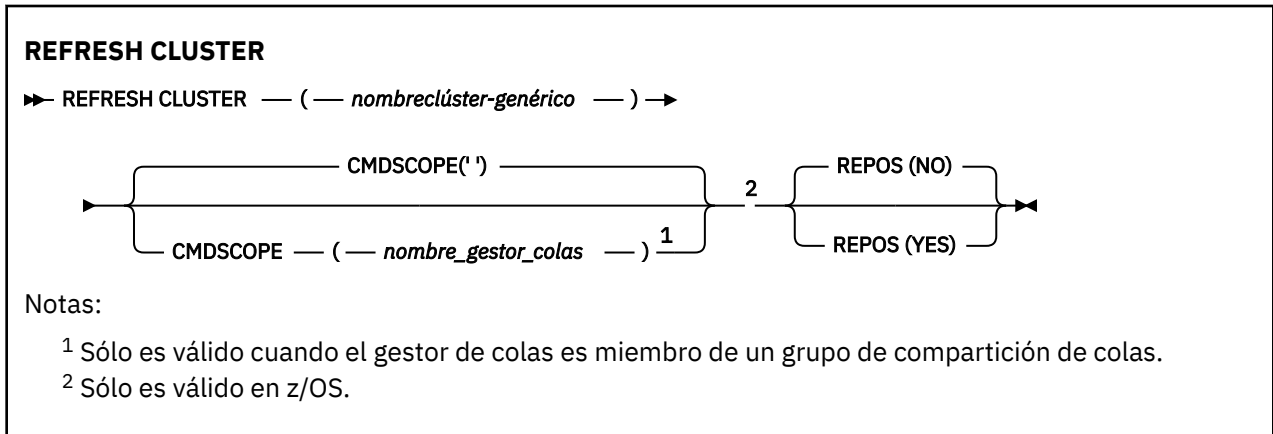 REFRESH CLUSTER
REFRESH CLUSTER ( nombreclúster-genérico )
CMDSCOPE(' ')
CMDSCOPE ( nombre_gestor_colas ) 1
2
REPOS (NO)
REPOS (YES)
Notas:
1 Sólo es válido cuando el gestor de colas es miembro de un grupo de compartición de colas.
2 Sólo es válido en z/OS.